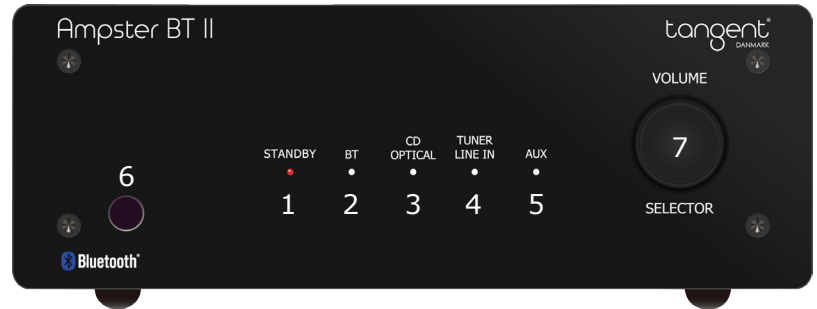 Ampster BT II
tangent®
DANMARK
VOLUME
7
SELECTOR
STANDBY
BT
CD
OPTICAL
TUNER
LINE IN
AUX
6
1 2 3 4 5
Bluetooth®